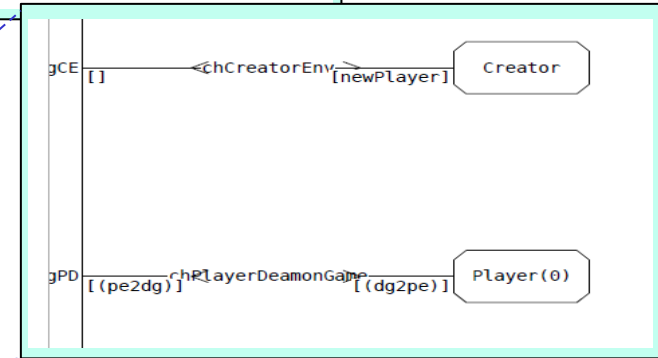 gCE chCreatorEnv Creator
[] [newPlayer]
gPD chPlayerDeamonGame Player(0)
[(pe2dg)] [(dg2pe)]